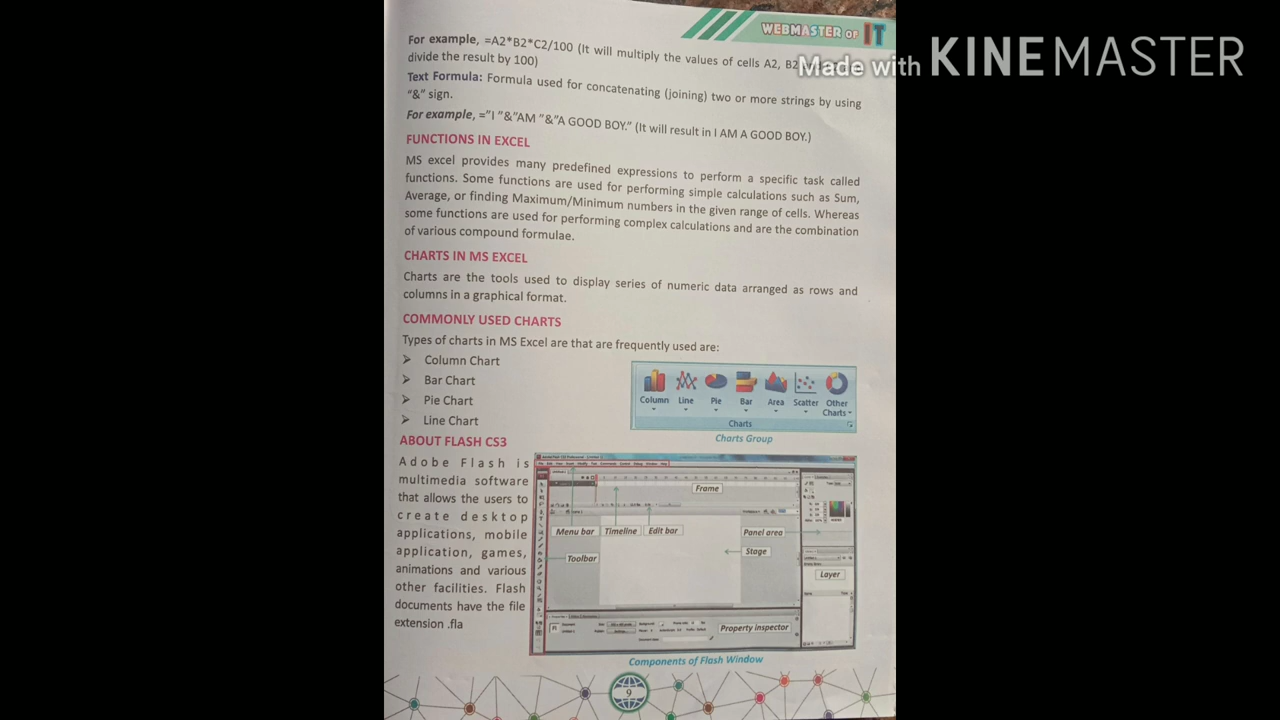 WEBMASTER OF IT
Made with KINEMASTER
For example, =A2*B2*C2/100 (It will multiply the values of cells A2, B2
divide the result by 100)
Text Formula: Formula used for concatenating (joining) two or more strings by using
"&" sign.
For example, ="I "&"AM "&"A GOOD BOY." (It will result in I AM A GOOD BOY.)
FUNCTIONS IN EXCEL
MS excel provides many predefined expressions to perform a specific task called
functions. Some functions are used for performing simple calculations such as Sum,
Average, or finding Maximum/Minimum numbers in the given range of cells. Whereas
some functions are used for performing complex calculations and are the combination
of various compound formulae.
CHARTS IN MS EXCEL
Charts are the tools used to display series of numeric data arranged as rows and
columns in a graphical format.
COMMONLY USED CHARTS
Types of charts in MS Excel are that are frequently used are:
➢ Column Chart
➢ Bar Chart
➢ Pie Chart
➢ Line Chart
Column Line Pie Bar Area Scatter Other
Charts
Charts
Charts Group
ABOUT FLASH CS3
Adobe Flash is
multimedia software
that allows the users to
create desktop
applications, mobile
application, games,
animations and various
other facilities. Flash
documents have the file
extension .fla
Frame
Menu bar Timeline Edit bar Panel area
Toolbar Stage
Layer
Property inspector
Components of Flash Window
9